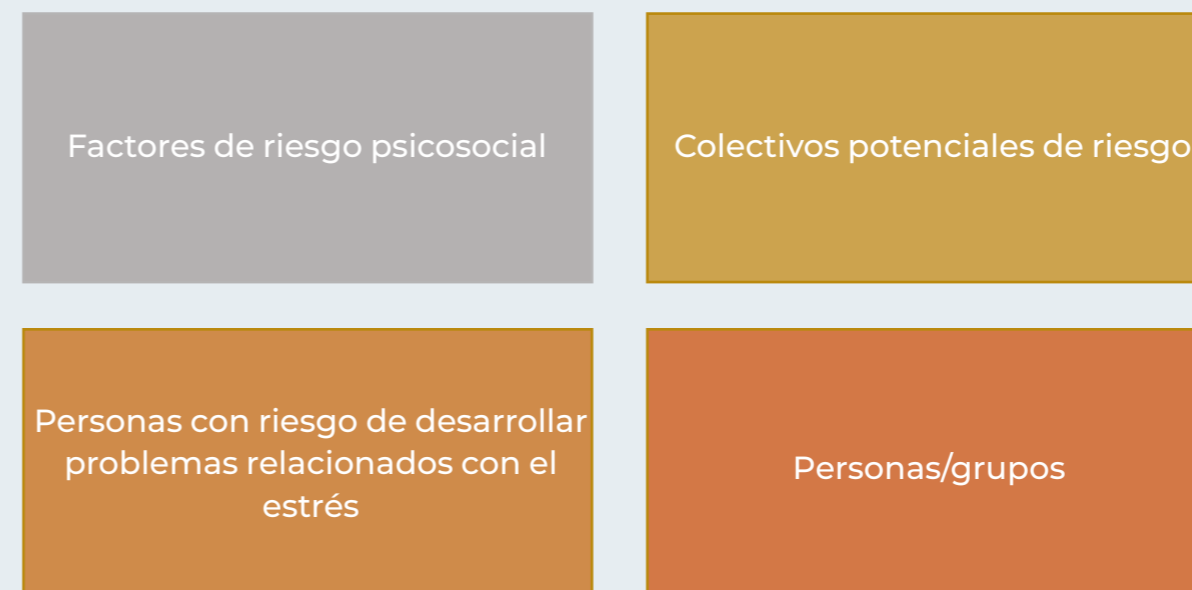 Factores de riesgo psicosocial
Colectivos potenciales de riesgo
Personas con riesgo de desarrollar
problemas relacionados con el
estrés
Personas/grupos